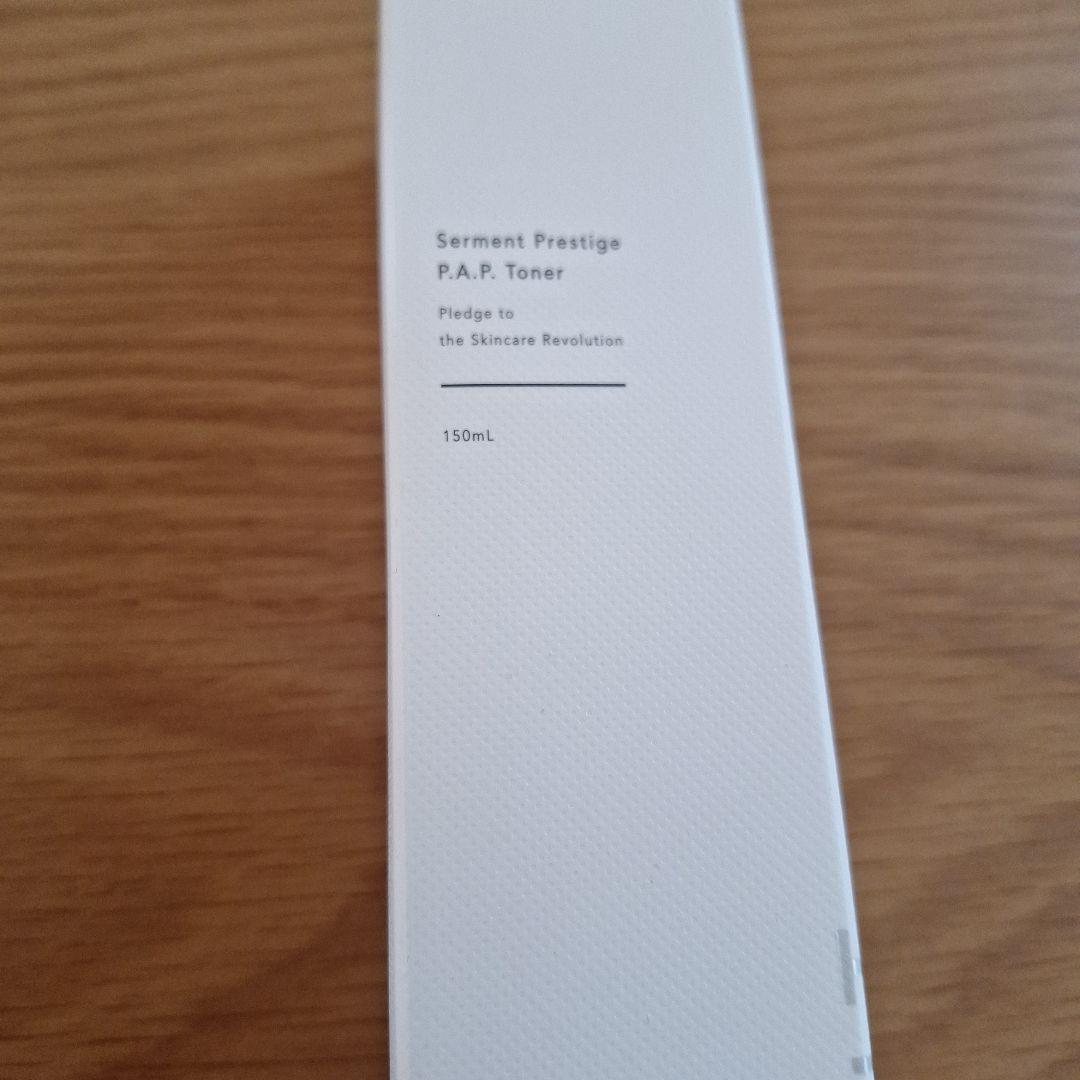 Serment Prestige
P.A.P. Toner
Pledge to
the Skincare Revolution
150mL